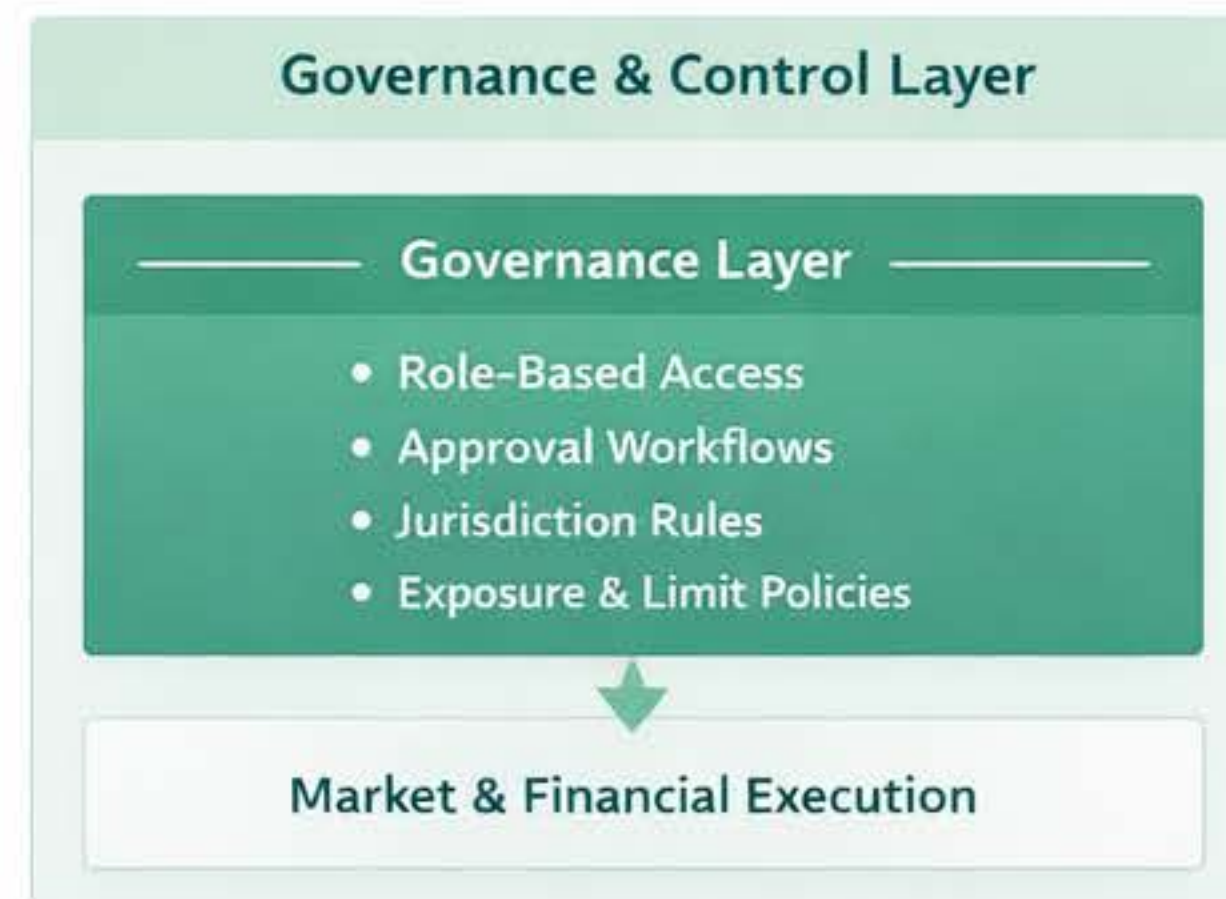 Governance & Control Layer
Governance Layer
• Role-Based Access
• Approval Workflows
• Jurisdiction Rules
• Exposure & Limit Policies
Market & Financial Execution